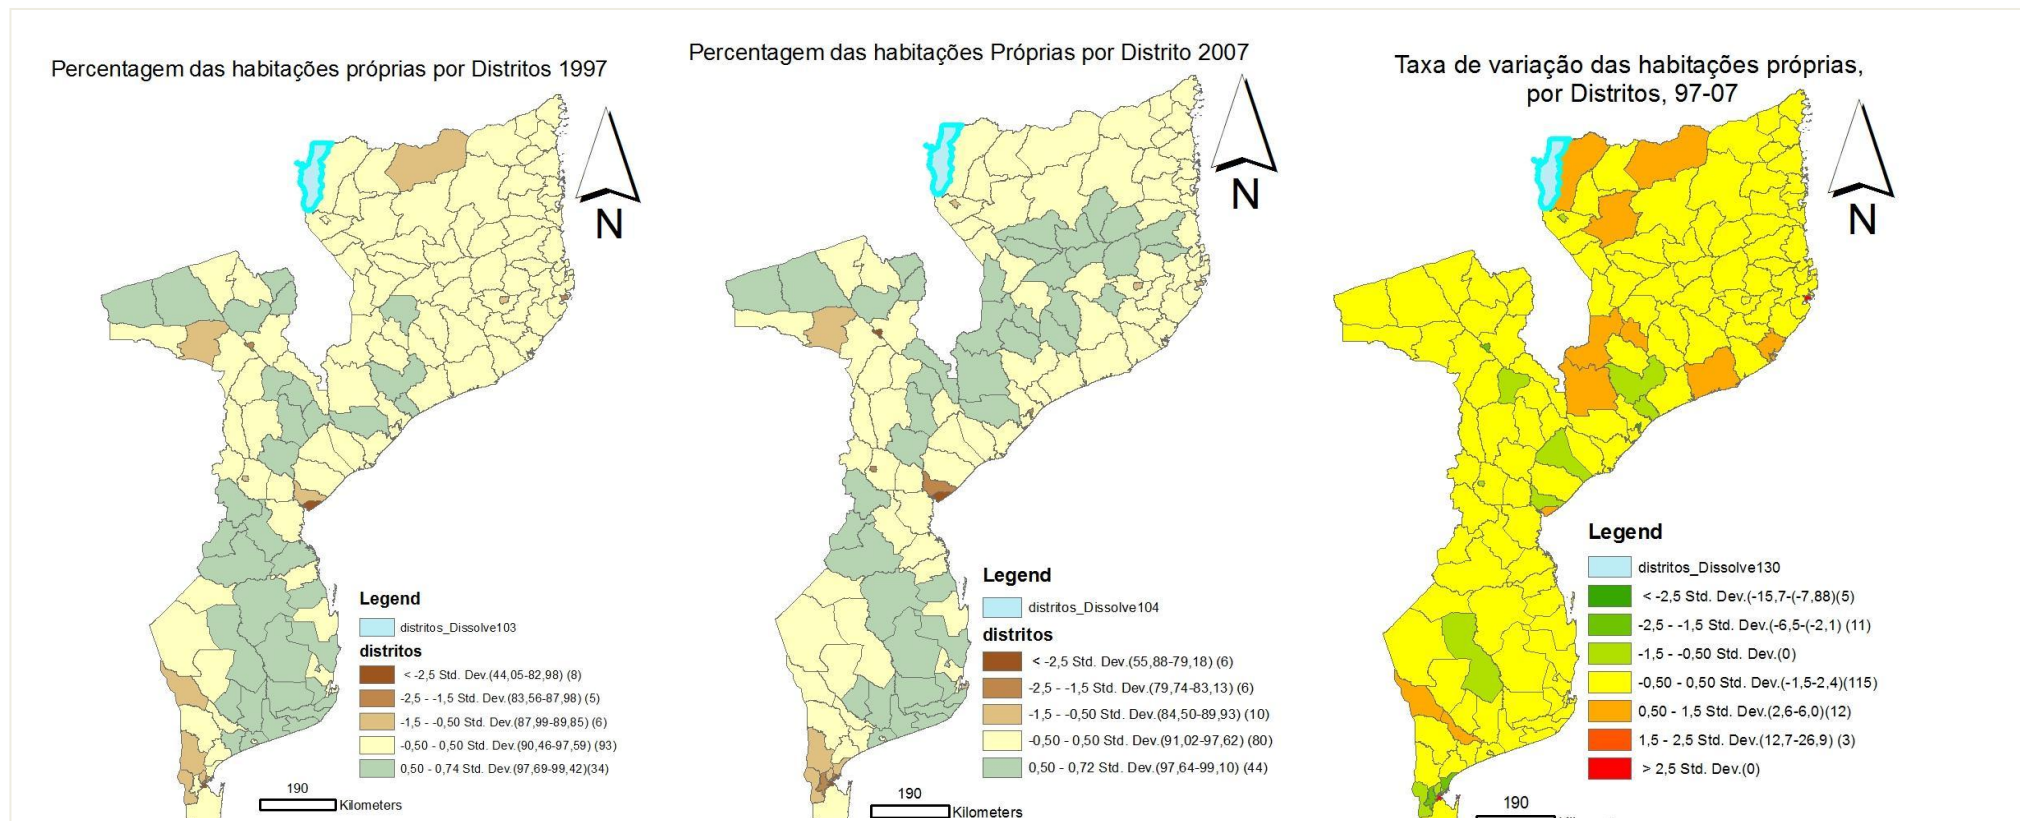 Percentagem das habitações próprias por Distritos 1997
N
Legend
distritos_Dissolve103
distritos
< -2,5 Std. Dev.(44,05-82,98) (8)
-2,5 - -1,5 Std. Dev.(83,56-87,98) (5)
-1,5 - -0,50 Std. Dev.(87,99-89,85) (6)
-0,50 - 0,50 Std. Dev.(90,46-97,59) (93)
0,50 - 0,74 Std. Dev.(97,69-99,42)(34)
190
Kilometers
Percentagem das habitações Próprias por Distrito 2007
N
Legend
distritos_Dissolve104
distritos
< -2,5 Std. Dev.(55,88-79,18) (6)
-2,5 - -1,5 Std. Dev.(79,74-83,13) (6)
-1,5 - -0,50 Std. Dev.(84,50-89,93) (10)
-0,50 - 0,50 Std. Dev.(91,02-97,62) (80)
0,50 - 0,72 Std. Dev.(97,64-99,10) (44)
190
Kilometers
Taxa de variação das habitações próprias,
por Distritos, 97-07
N
Legend
distritos_Dissolve130
< -2,5 Std. Dev.(-15,7-(-7,88)(5)
-2,5 - -1,5 Std. Dev.(-6,5-(-2,1) (11)
-1,5 - -0,50 Std. Dev.(0)
-0,50 - 0,50 Std. Dev.(-1,5-2,4)(115)
0,50 - 1,5 Std. Dev.(2,6-6,0)(12)
1,5 - 2,5 Std. Dev.(12,7-26,9) (3)
> 2,5 Std. Dev.(0)
190